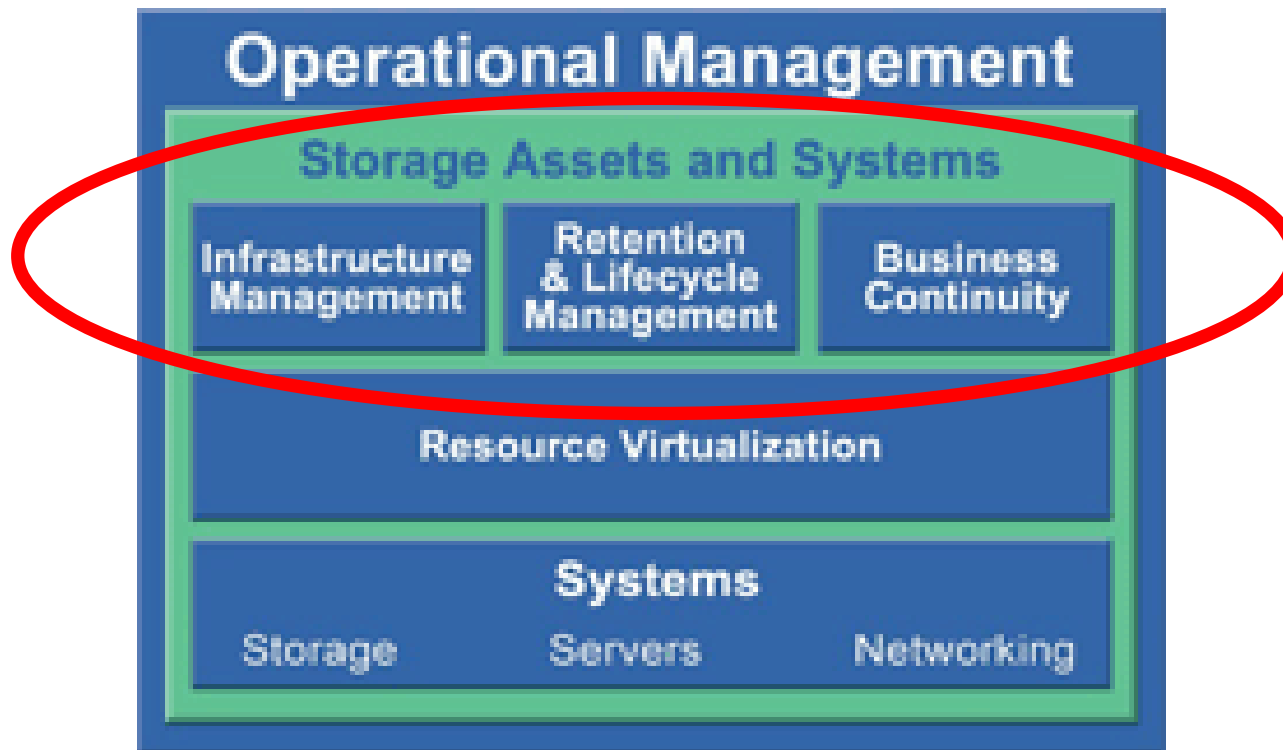 Operational Management
Storage Assets and Systems
Infrastructure
Management
Retention
& Lifecycle
Management
Business
Continuity
Resource Virtualization
Systems
Storage Servers Networking